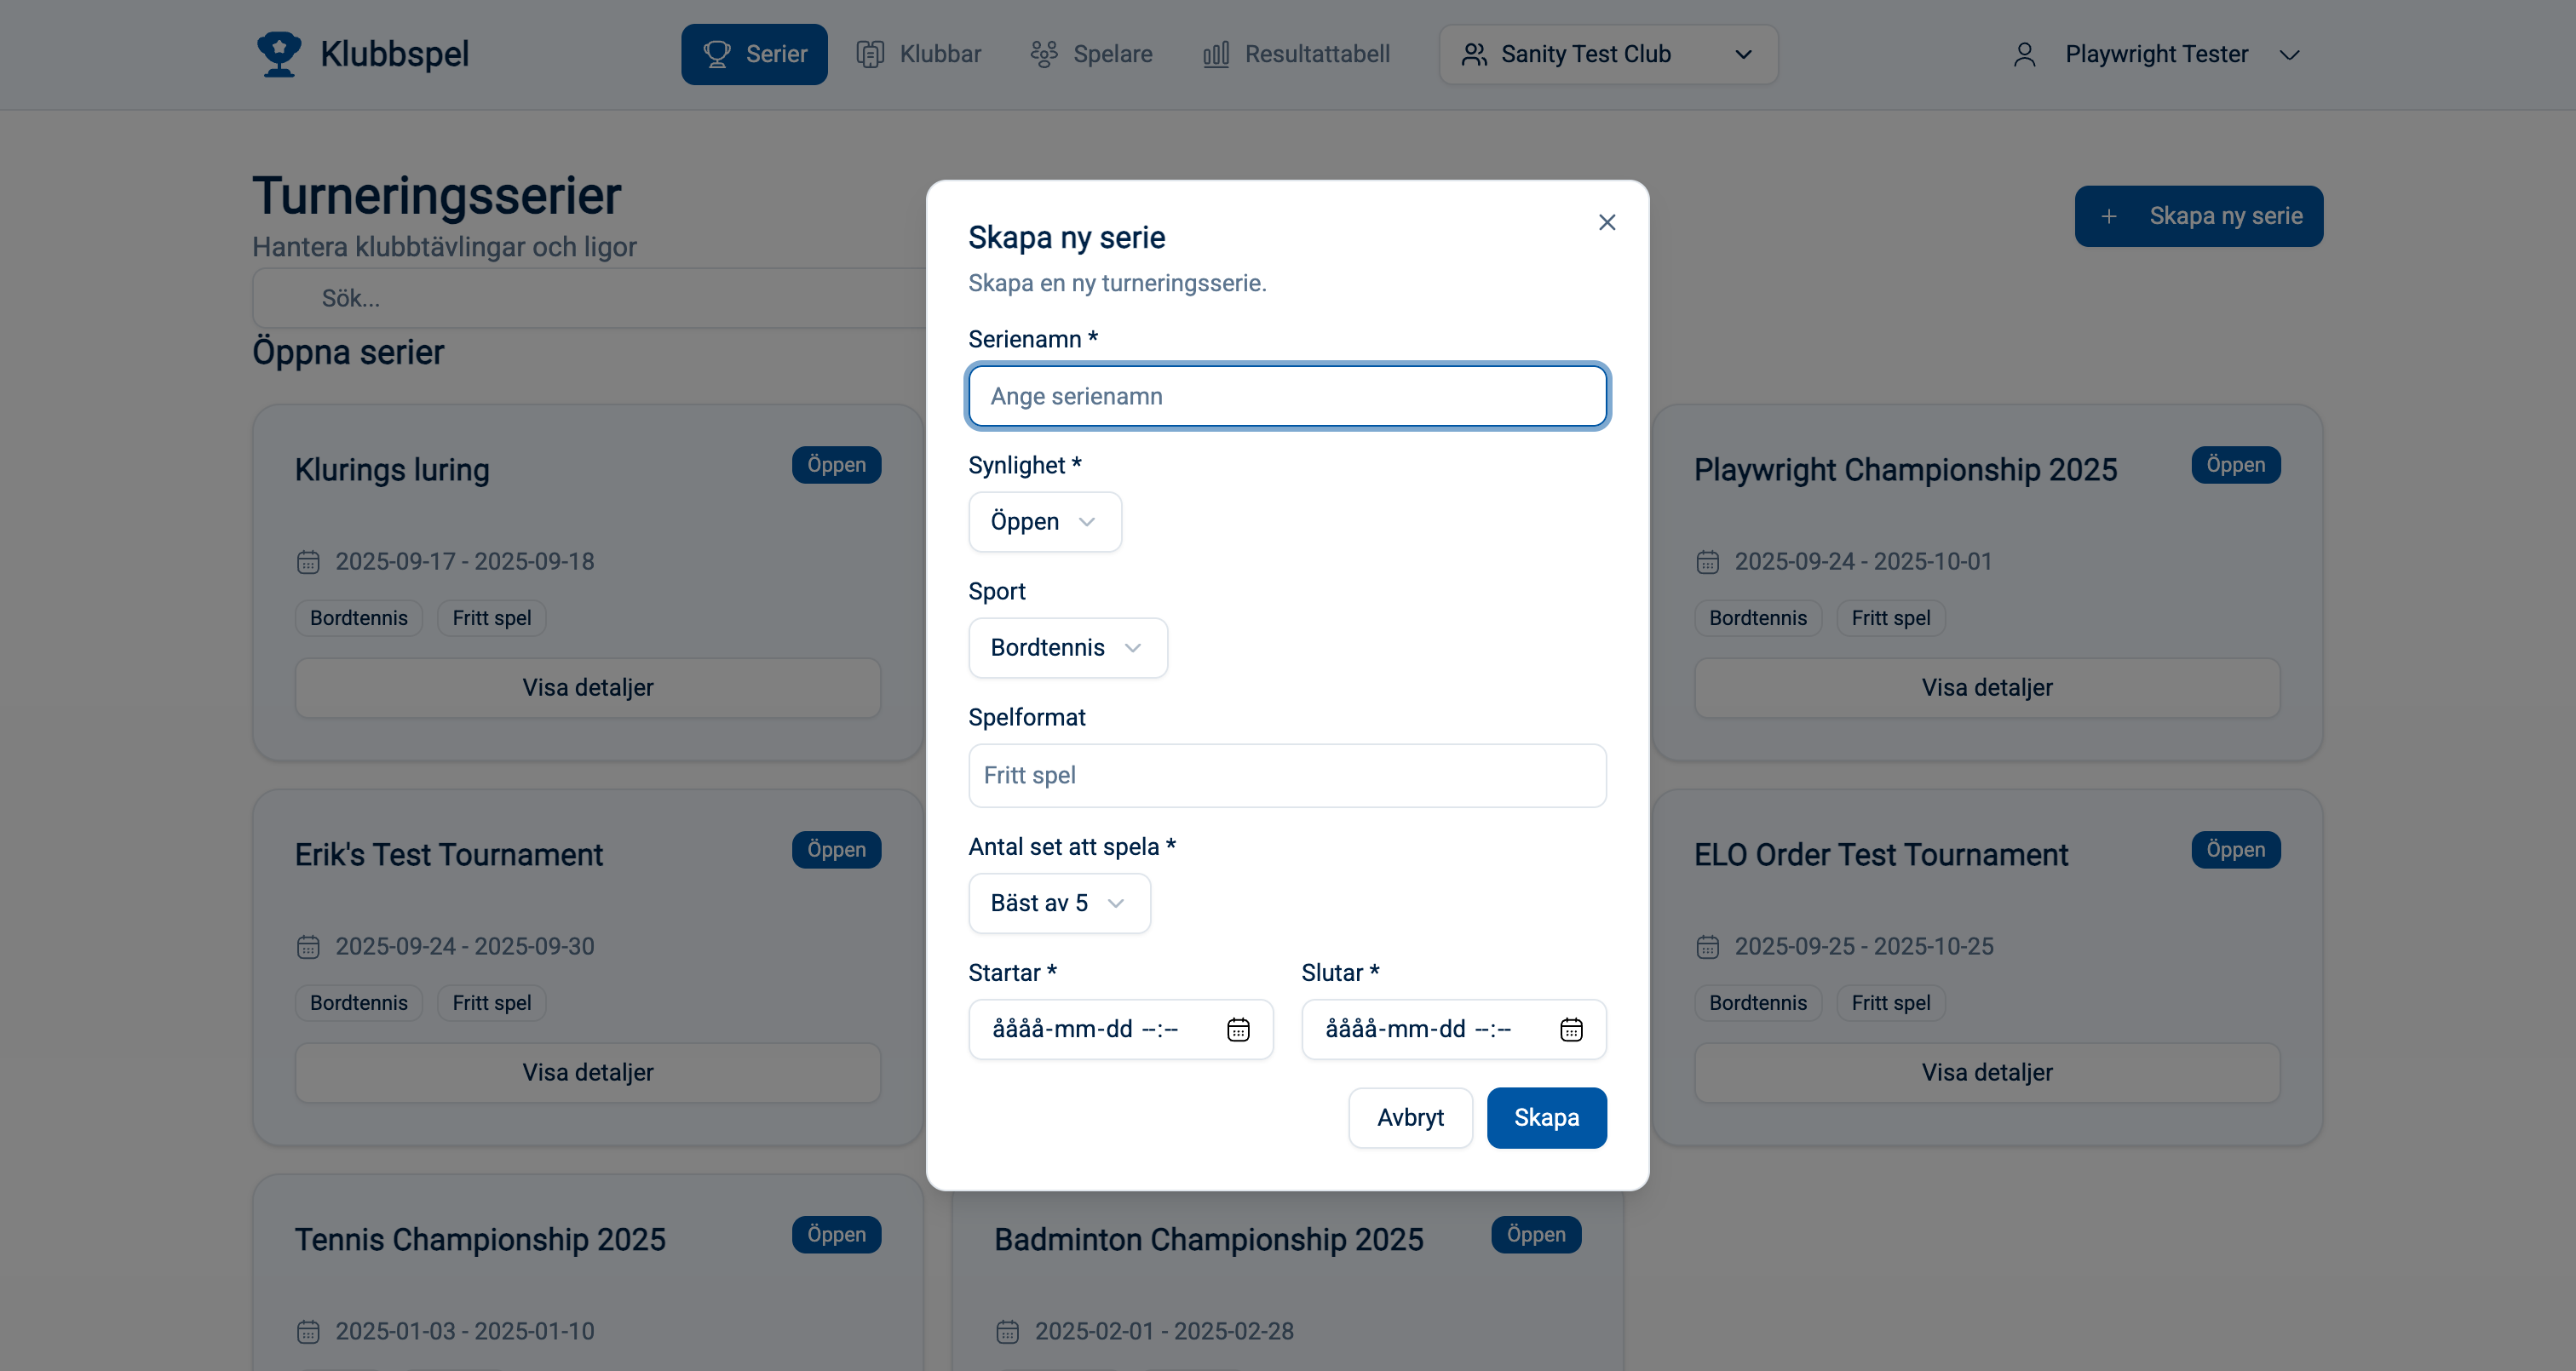 Klubbspel
Serier
Klubbar
Spelare
Resultattabell
Sanity Test Club
Playwright Tester
Turneringsserier
Hantera klubbtävlingar och ligor
Skapa ny serie
Sök...
Öppna serier
Klurings luring
Öppen
2025-09-17 - 2025-09-18
Bordtennis
Fritt spel
Visa detaljer
Playwright Championship 2025
Öppen
2025-09-24 - 2025-10-01
Bordtennis
Fritt spel
Visa detaljer
Erik's Test Tournament
Öppen
2025-09-24 - 2025-09-30
Bordtennis
Fritt spel
Visa detaljer
ELO Order Test Tournament
Öppen
2025-09-25 - 2025-10-25
Bordtennis
Fritt spel
Visa detaljer
Tennis Championship 2025
Öppen
2025-01-03 - 2025-01-10
Badminton Championship 2025
Öppen
2025-02-01 - 2025-02-28
Skapa ny serie
Skapa en ny turneringsserie.
Serienamn *
Ange serienamn
Synlighet *
Öppen
Sport
Bordtennis
Spelformat
Fritt spel
Antal set att spela *
Bäst av 5
Startar *
åååå-mm-dd --:--
Slutar *
åååå-mm-dd --:--
Avbryt
Skapa